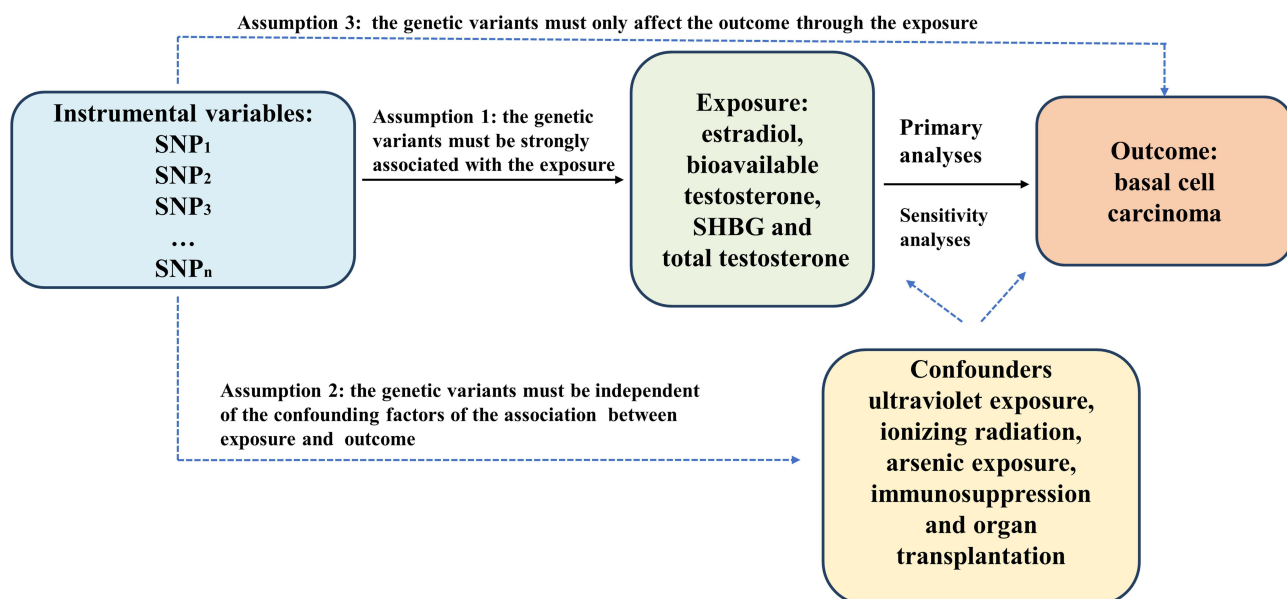 Assumption 3: the genetic variants must only affect the outcome through the exposure
Instrumental variables:
SNP₁
SNP₂
SNP₃
…
SNPₙ
Assumption 1: the genetic
variants must be strongly
associated with the exposure
Exposure:
estradiol,
bioavailable
testosterone,
SHBG and
total testosterone
Primary
analyses
Sensitivity
analyses
Outcome:
basal cell
carcinoma
Assumption 2: the genetic variants must be independent
of the confounding factors of the association between
exposure and outcome
Confounders
ultraviolet exposure,
ionizing radiation,
arsenic exposure,
immunosuppression
and organ
transplantation